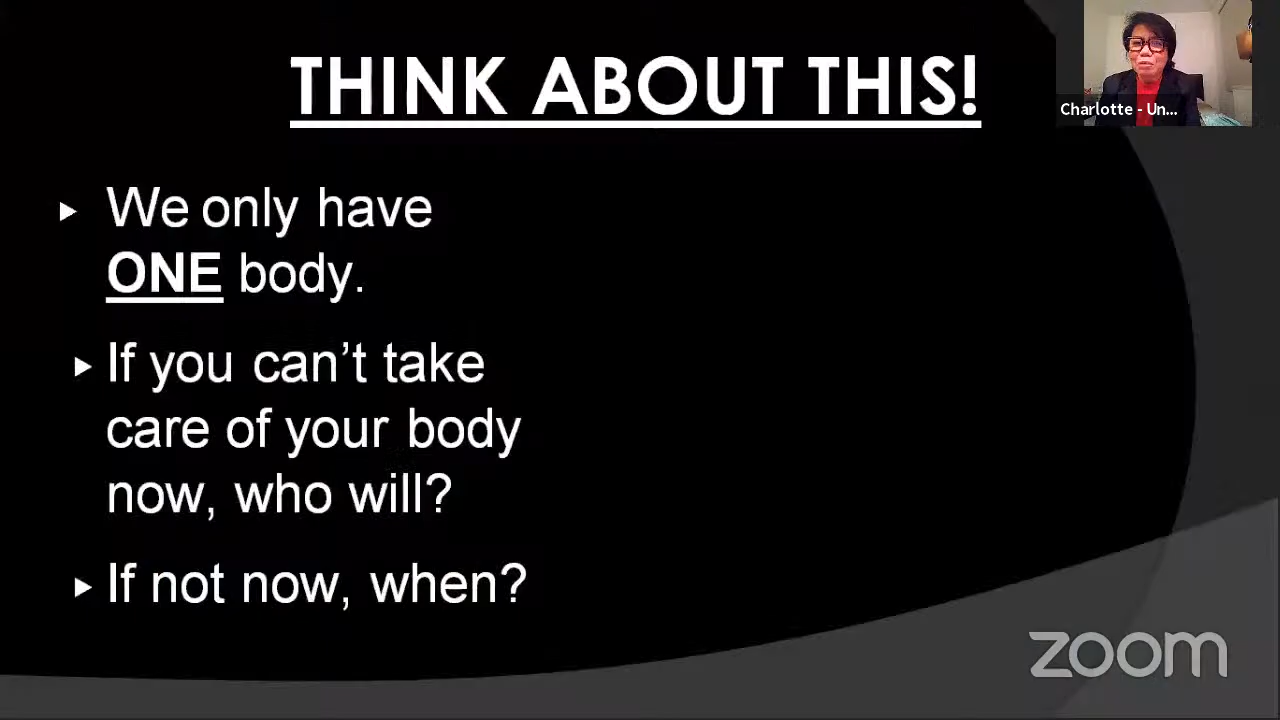 THINK ABOUT THIS!
Charlotte - Un...
We only have
ONE body.
If you can’t take
care of your body
now, who will?
If not now, when?
zoom